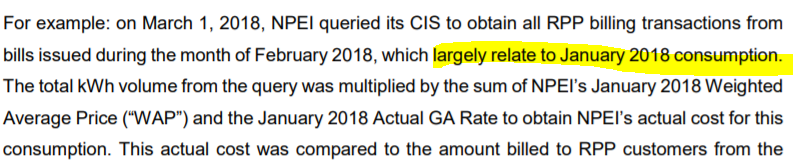 For example: on March 1, 2018, NPEI queried its CIS to obtain all RPP billing transactions from
bills issued during the month of February 2018, which largely relate to January 2018 consumption.
The total kWh volume from the query was multiplied by the sum of NPEI's January 2018 Weighted
Average Price ("WAP") and the January 2018 Actual GA Rate to obtain NPEI's actual cost for this
consumption. This actual cost was compared to the amount billed to RPP customers from the